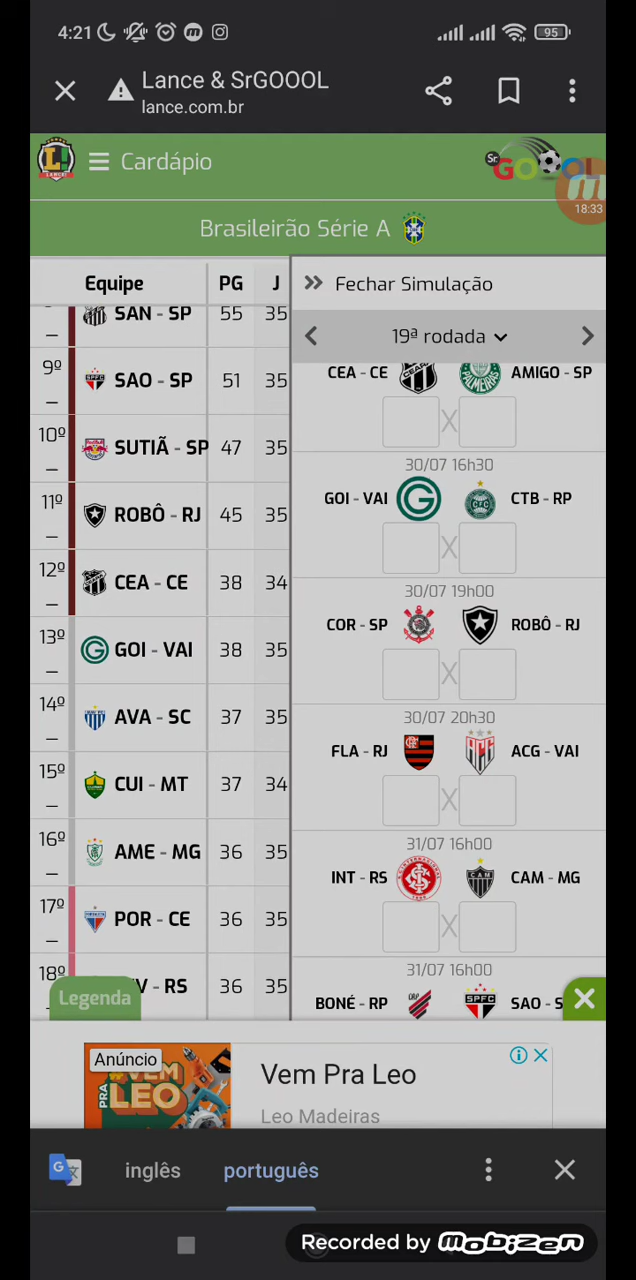 4:21
95
Lance & SrGOOOL
lance.com.br
Cardápio
18:33
Brasileirão Série A
Equipe PG J
SAN - SP 55 35
9º SAO - SP 51 35
10º SUTIÃ - SP 47 35
11º ROBÔ - RJ 45 35
12º CEA - CE 38 34
13º GOI - VAI 38 35
14º AVA - SC 37 35
15º CUI - MT 37 34
16º AME - MG 36 35
17º POR - CE 36 35
18º V - RS 36 35
Legenda
Fechar Simulação
19ª rodada
CEA - CE AMIGO - SP
X
30/07 16h30
GOI - VAI CTB - RP
X
30/07 19h00
COR - SP ROBÔ - RJ
X
30/07 20h30
FLA - RJ ACG - VAI
X
31/07 16h00
INT - RS CAM - MG
X
31/07 16h00
BONÉ - RP SAO - S
Anúncio
VEM
PRA
LEO
Vem Pra Leo
Leo Madeiras
inglês português
Recorded by mobizen